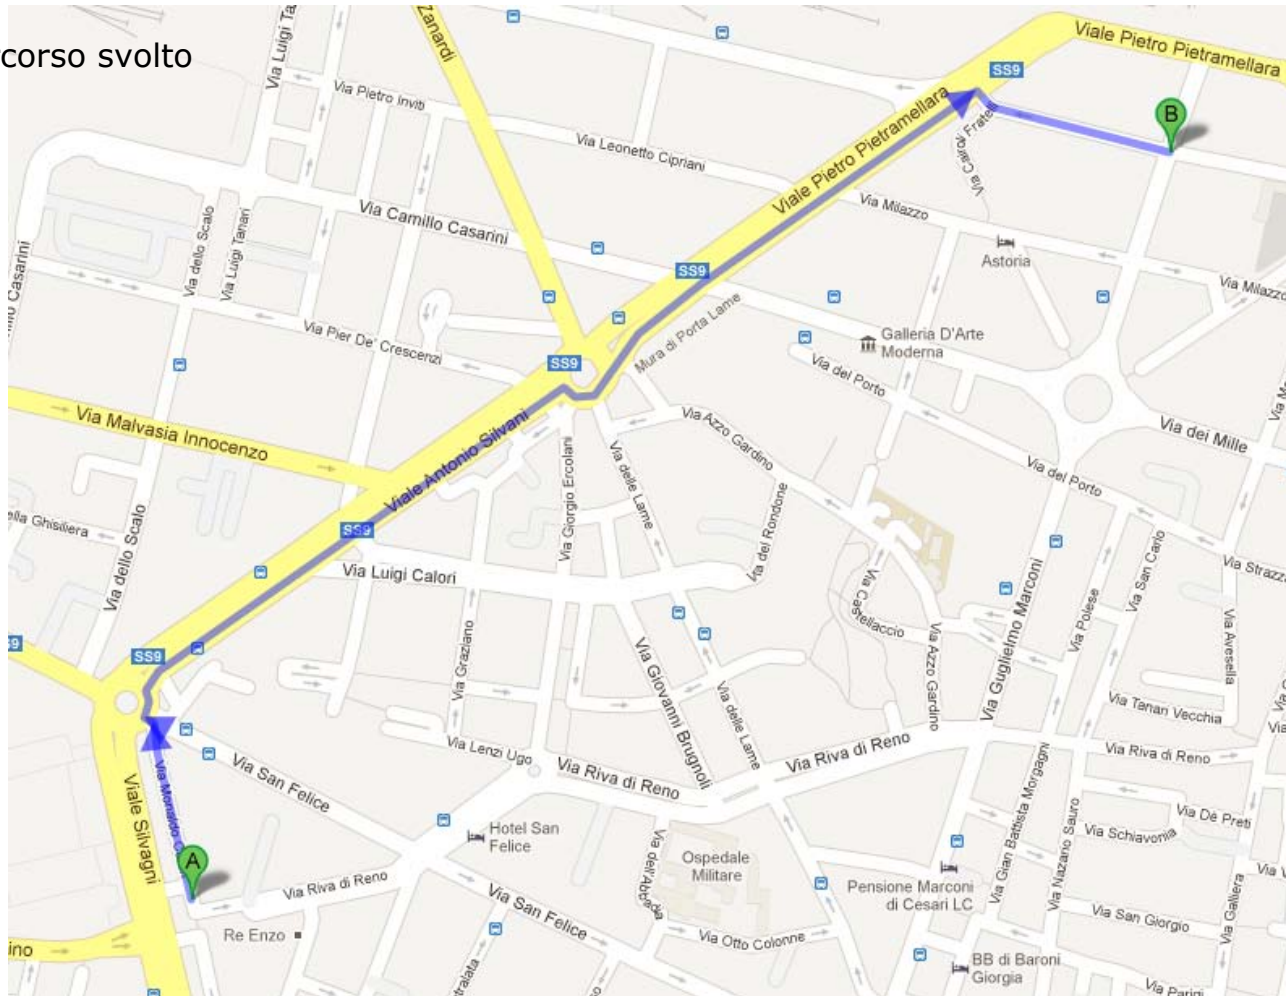 corso svolto
Zanardi
Via Luigi Ta
Viale Pietro Pietramellara
SS9
Via Pietro Inviti
Via Leonetto Cipriani
Viale Pietro Pietramellara
B
Via Milazzo
Astoria
Via Milazzo
Via Camillo Casarini
Via dello Scalo
Via Luigi Tanari
Casarini
SS9
Mura di Porta Lame
Via Pier De' Crescenzi
Galleria D'Arte
Moderna
Via del Porto
SS9
Via Malvasia Innocenzo
Viale Antonio Silvani
Via Azzo Gardino
Via dei Mille
Via del Porto
Via delle Lame
Via Giorgio Ercolani
Via del Rondone
ella Ghisiliera
Via dello Scalo
SS9
Via Luigi Calori
Via Castellaccio
Via Guglielmo Marconi
Via San Carlo
Via Polese
Via Strazz
Via Avesella
Via Azzo Gardino
Via Graziano
Via Giovanni Brugnoli
Via delle Lame
SS9
Via Tanari Vecchia
Via Lenzi Ugo
Via Riva di Reno
Via Riva di Reno
Via Riva di Reno
Via San Felice
Viale Silvagni
Via Monaldo C
A
Hotel San
Felice
Via Gian Battista Morgagni
Via Nazario Sauro
Via De Preti
Via Schiavonia
Ospedale
Militare
Pensione Marconi
di Cesari LC
Via Riva di Reno
Via San Felice
Via San Giorgio
Via Galliera
Re Enzo
Via Otto Colonne
ino
BB di Baroni
Giorgia
Via Parigi